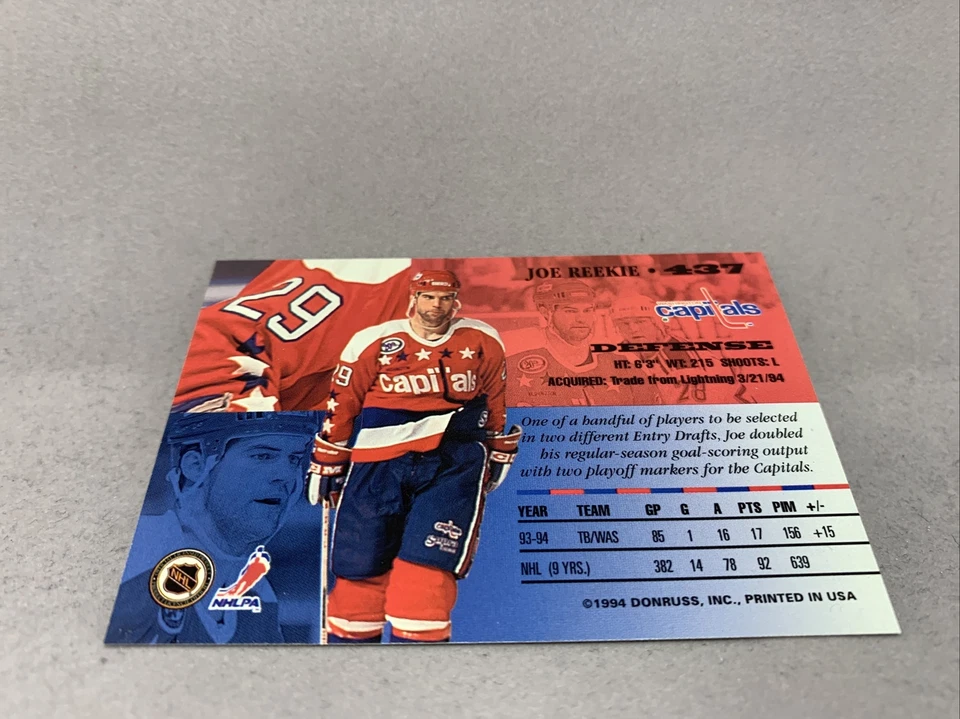 JOE REEKIE • 437
capitals
DEFENSE
HT: 6'3" WT: 215 SHOOTS: L
ACQUIRED: Trade from Lightning 3/21/94
One of a handful of players to be selected
in two different Entry Drafts, Joe doubled
his regular-season goal-scoring output
with two playoff markers for the Capitals.
YEAR TEAM GP G A PTS PIM +/-
93-94 TB/WAS 85 1 16 17 156 +15
NHL (9 YRS.) 382 14 78 92 639
©1994 DONRUSS, INC., PRINTED IN USA
29
29
capitals
CCM
NHL
NHLPA